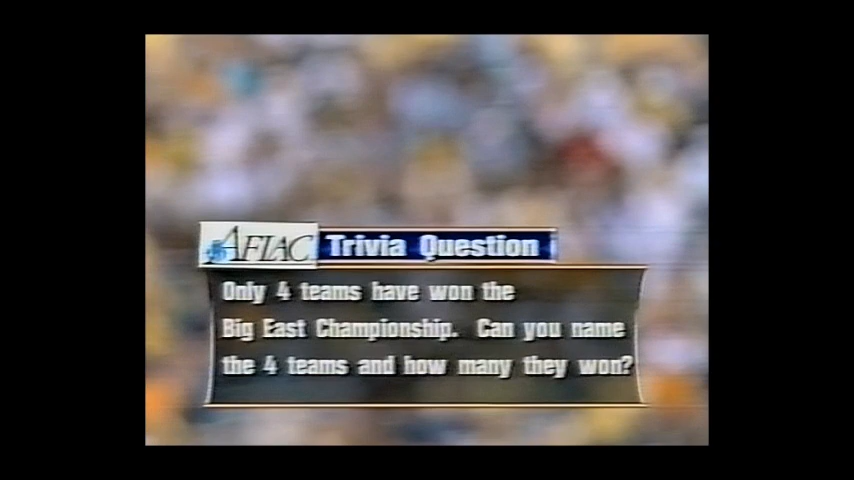 AFLAC Trivia Question
Only 4 teams have won the
Big East Championship. Can you name
the 4 teams and how many they won?